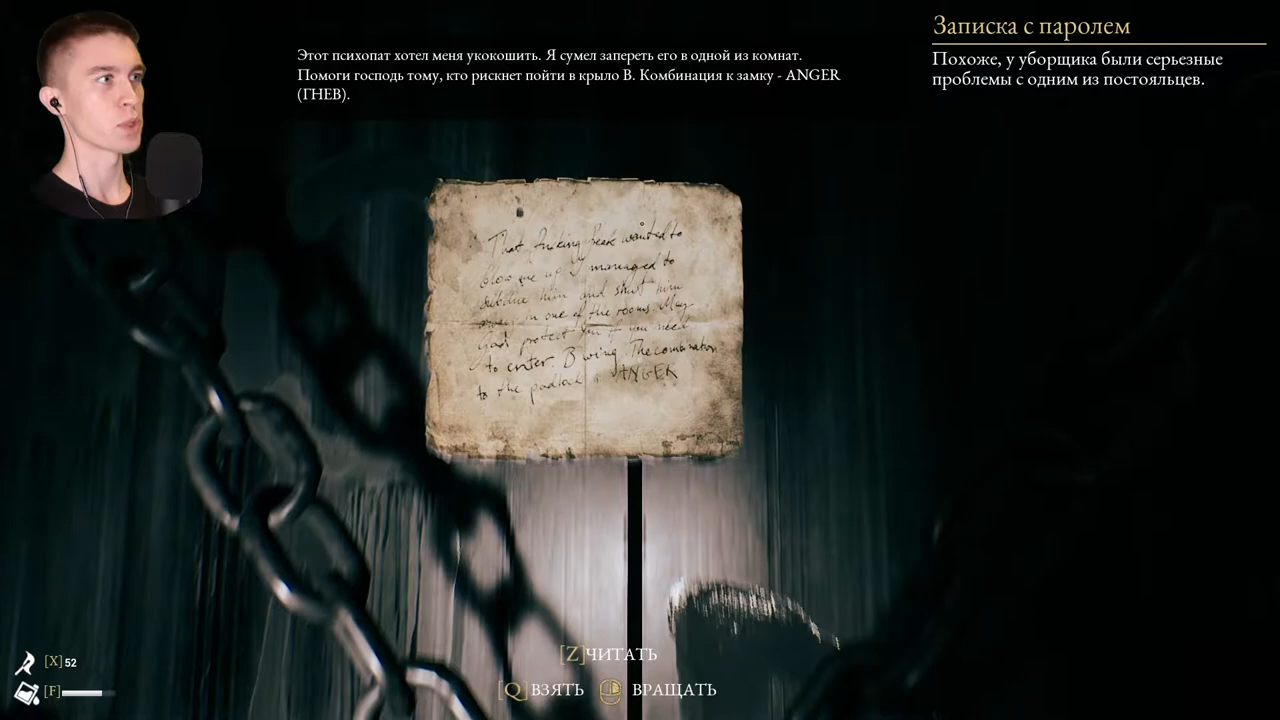 Записка с паролем
Похоже, у уборщика были серьезные
проблемы с одним из постояльцев.
Этот психопат хотел меня укокошить. Я сумел запереть его в одной из комнат.
Помоги господь тому, кто рискнет пойти в крыло B. Комбинация к замку - ANGER
(ГНЕВ).
That fucking geek wanted to
blow me up I managed to
subdue him and shut him
away in one of the rooms May
God protect you if you need
to enter. B wing The combination
to the padlock is ANGER
[Z]ЧИТАТЬ
[X] 52
[F]
[Q]ВЗЯТЬ ВРАЩАТЬ